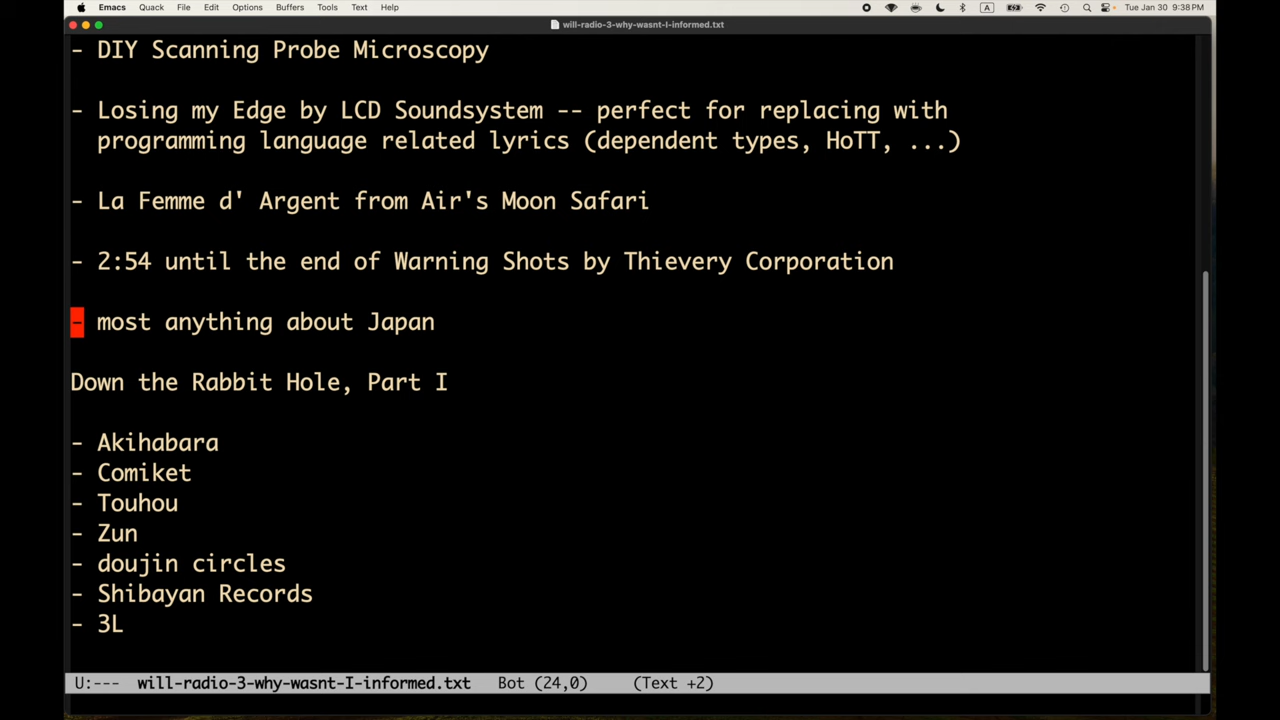 Emacs Quack File Edit Options Buffers Tools Text Help A Tue Jan 30 9:38 PM
will-radio-3-why-wasnt-I-informed.txt
- DIY Scanning Probe Microscopy
- Losing my Edge by LCD Soundsystem -- perfect for replacing with
programming language related lyrics (dependent types, HoTT, ...)
- La Femme d' Argent from Air's Moon Safari
- 2:54 until the end of Warning Shots by Thievery Corporation
- most anything about Japan
Down the Rabbit Hole, Part I
- Akihabara
- Comiket
- Touhou
- Zun
- doujin circles
- Shibayan Records
- 3L
U:--- will-radio-3-why-wasnt-I-informed.txt Bot (24,0) (Text +2)